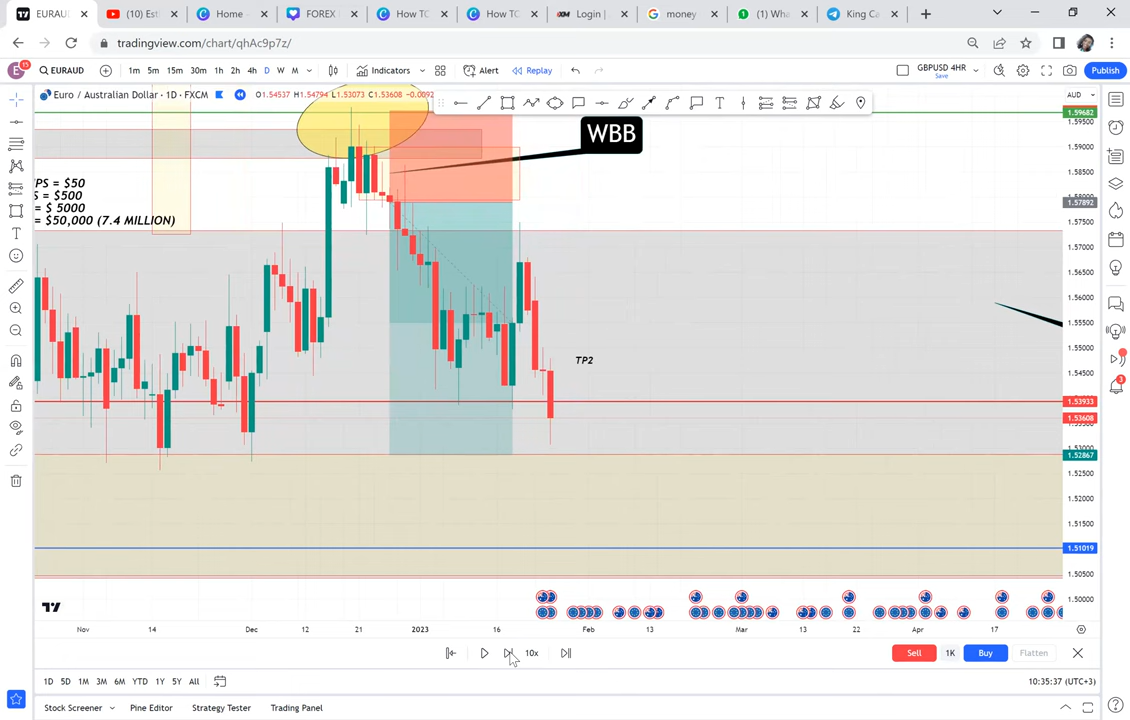 EURAUD
(10) Est
Home -
FOREX
How TC
How TC
XM
Login |
money
(1) Wha
King Ca
tradingview.com/chart/qhAc9p7z/
E
15
EURAUD
1m 5m 15m 30m 1h 2h 4h D W M
Indicators
Alert
Replay
GBPUSD 4HR
Save
Publish
Euro / Australian Dollar · 1D · FXCM
O1.54537 H1.54794 L1.53073 C1.53608 -0.0092
AUD
1.59682
1.59500
1.59000
1.58500
1.58000
1.57892
1.57500
1.57000
1.56500
1.56000
1.55500
1.55000
1.54500
1.53933
1.53608
1.53000
1.52867
1.52500
1.52000
1.51500
1.51019
1.50500
1.50000
WBB
PS = $50
S = $500
= $ 5000
= $50,000 (7.4 MILLION)
TP2
3
Nov 14 Dec 12 21 2023 16 Feb 13 Mar 13 22 Apr 17
10x
Sell 1K Buy Flatten
1D 5D 1M 3M 6M YTD 1Y 5Y All
10:35:37 (UTC+3)
Stock Screener Pine Editor Strategy Tester Trading Panel